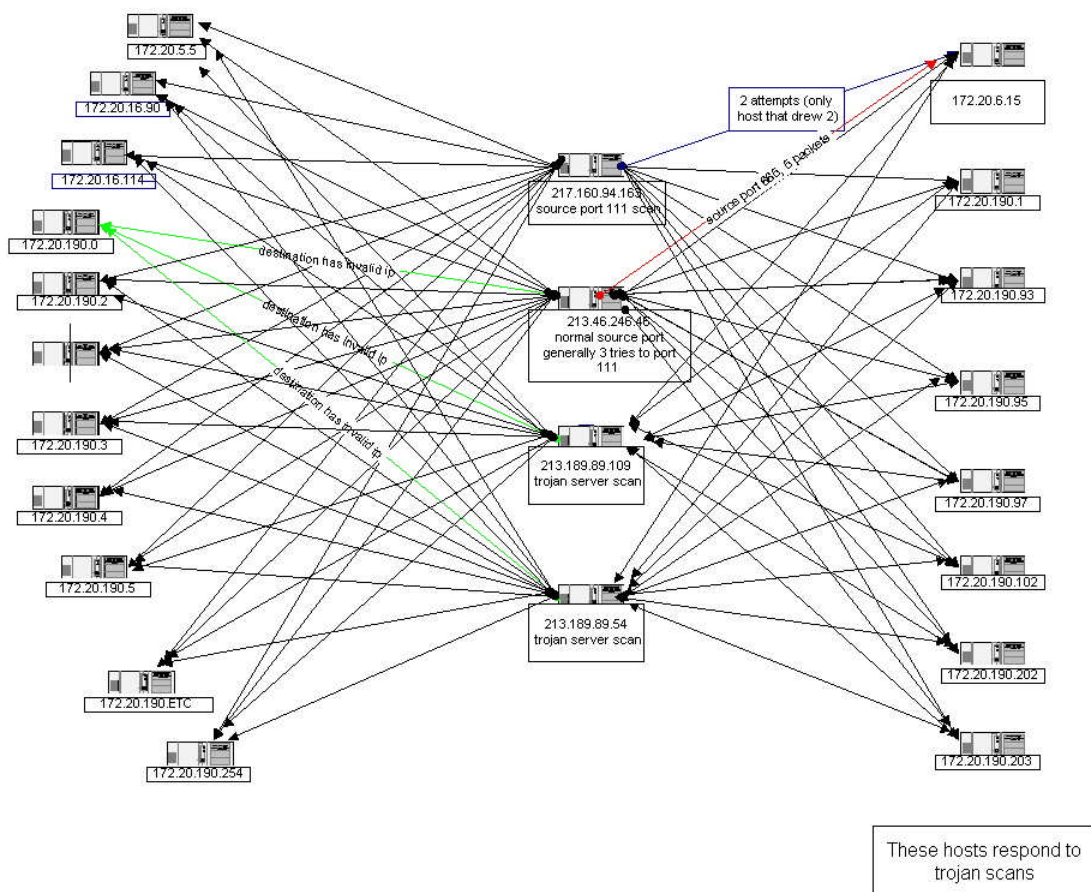 172.20.5.5
172.20.16.90
172.20.16.114
172.20.190.0
172.20.190.2
172.20.190.3
172.20.190.4
172.20.190.5
172.20.190.ETC
172.20.190.254
destination has invalid ip
destination has invalid ip
destination has invalid ip
217.160.94.163
source port 111 scan
213.46.246.45
normal source port
generally 3 tries to port
111
213.189.89.109
trojan server scan
213.189.89.54
trojan server scan
2 attempts (only
host that drew 2)
172.20.6.15
172.20.190.1
172.20.190.93
172.20.190.95
172.20.190.97
172.20.190.102
172.20.190.202
172.20.190.203
These hosts respond to
trojan scans